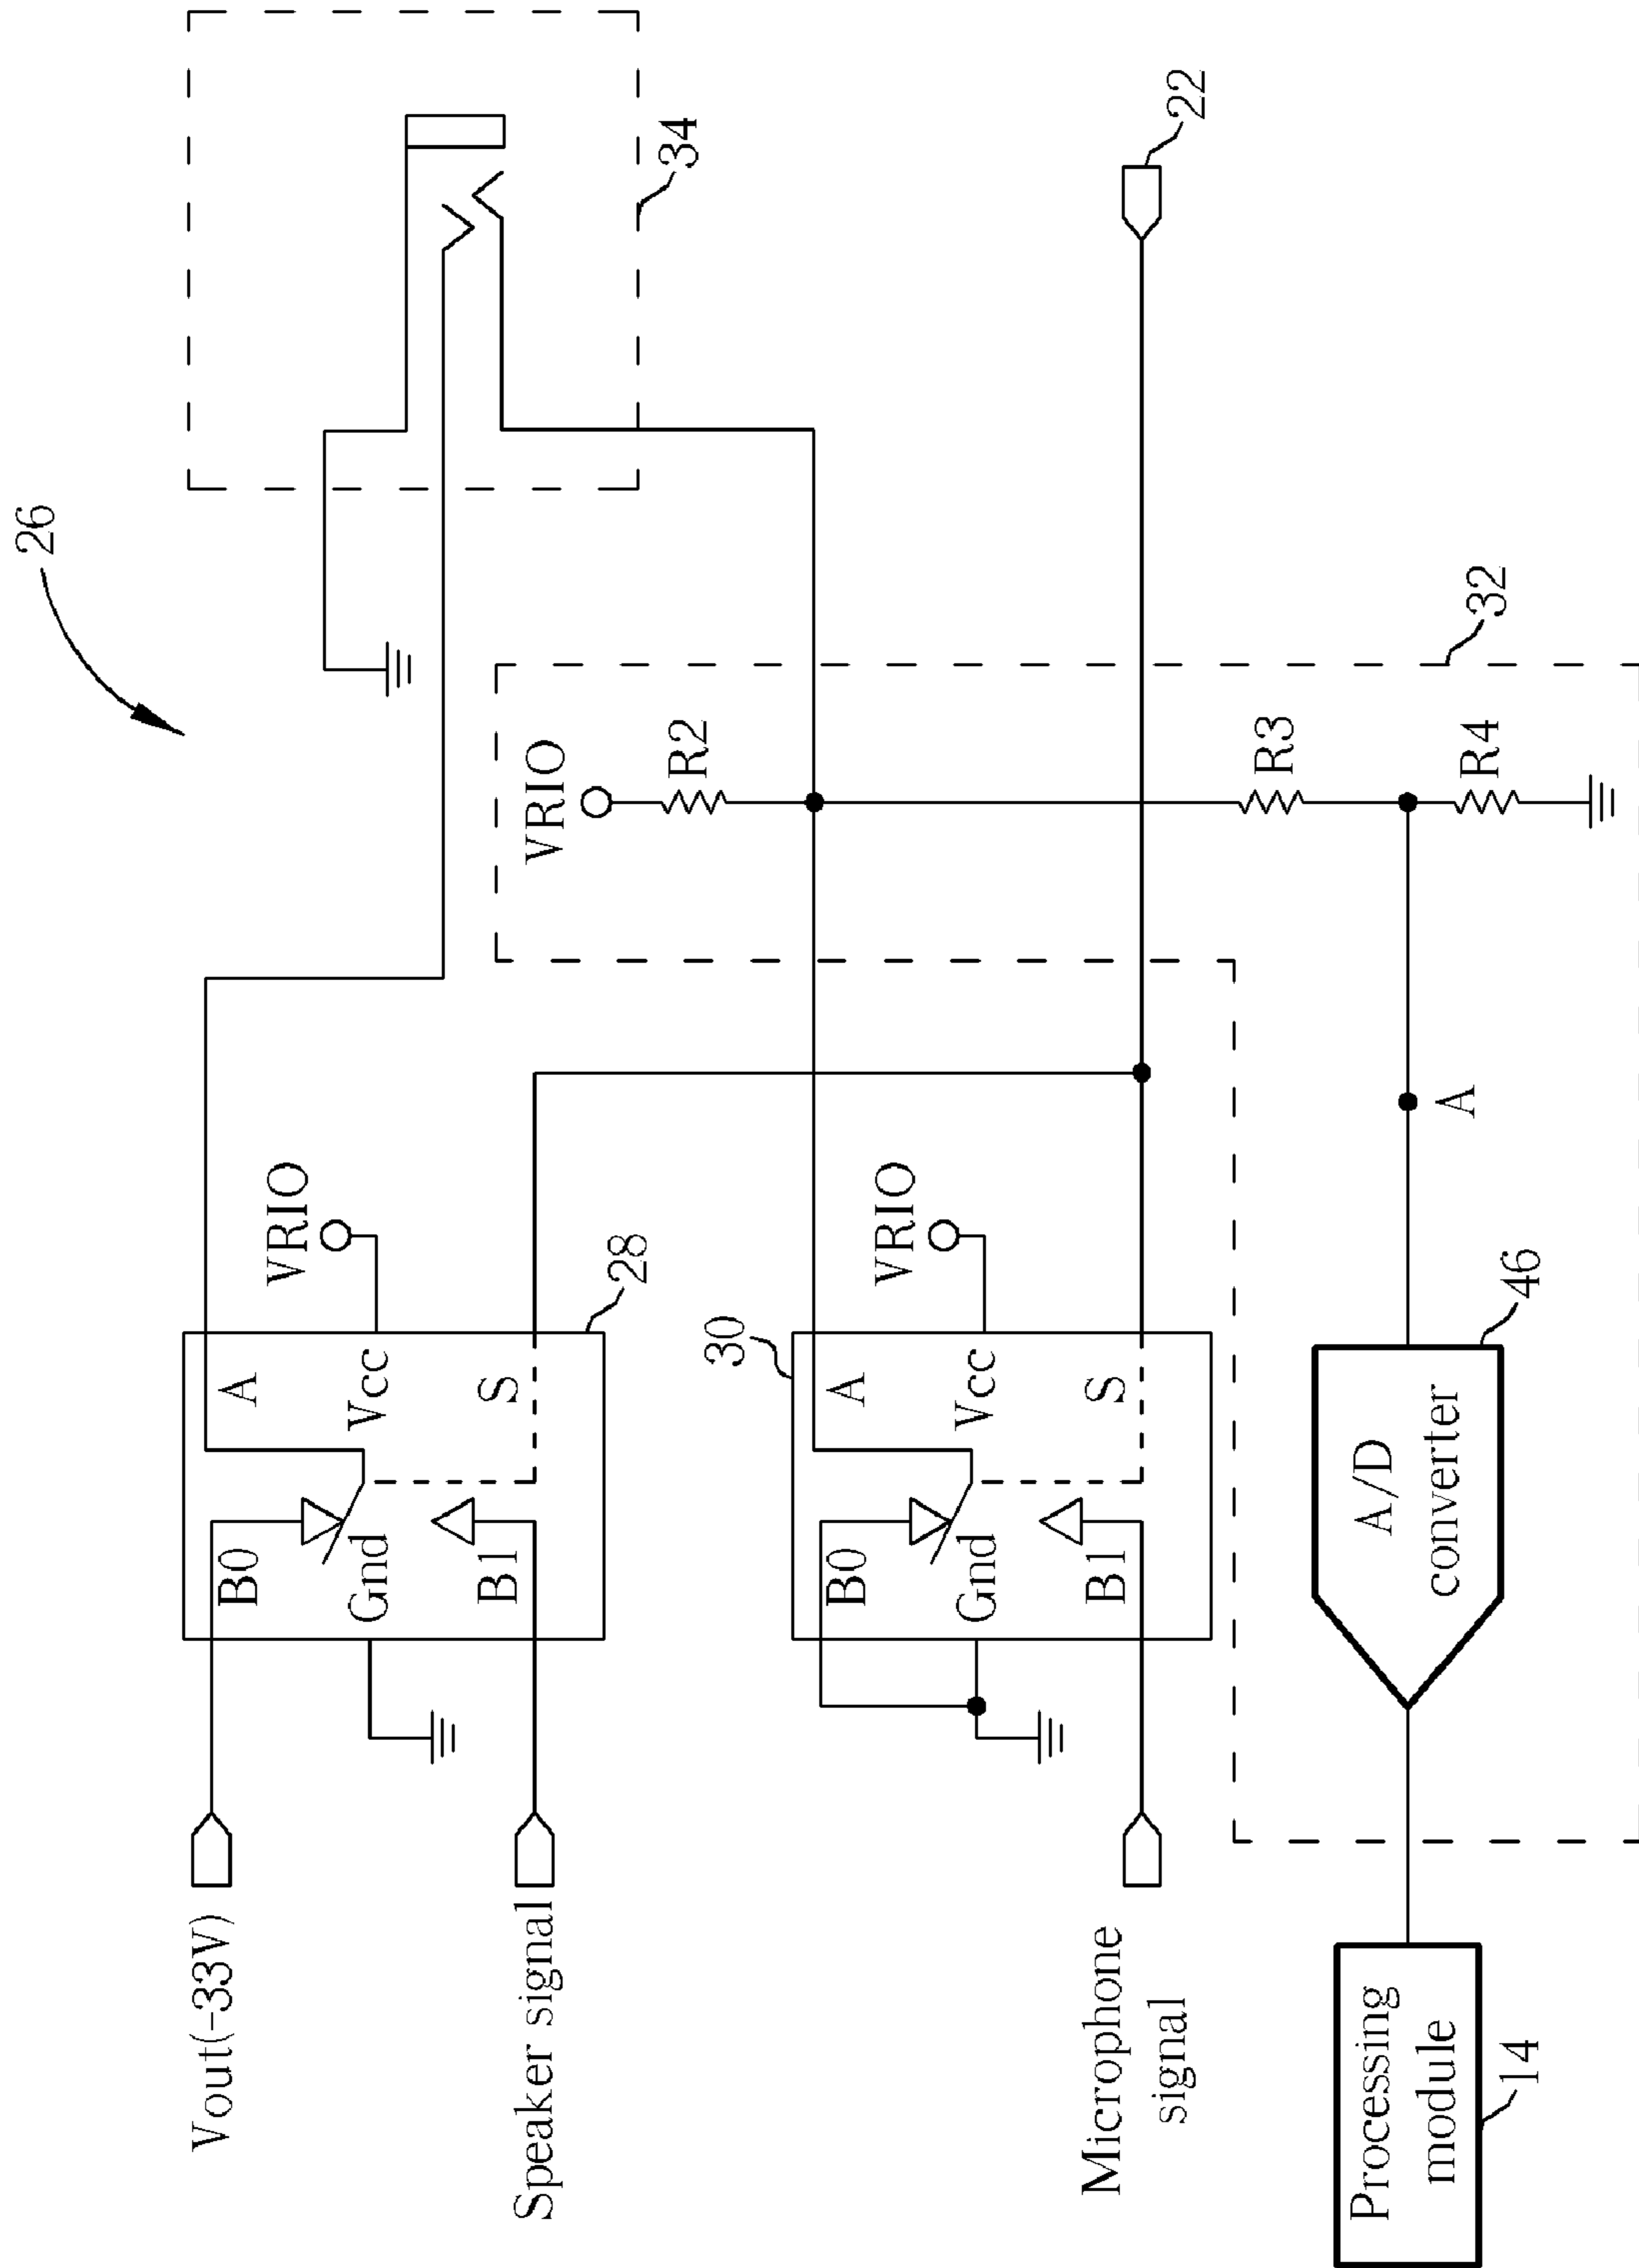 26
Vout(-33V)
B0
A
VRIO
Gnd
Vcc
Speaker signal
B1
S
28
34
VRIO
R2
30
B0
A
VRIO
Gnd
Vcc
Microphone
signal
B1
S
22
R3
32
A
R4
Processing
module
14
A/D
converter
46